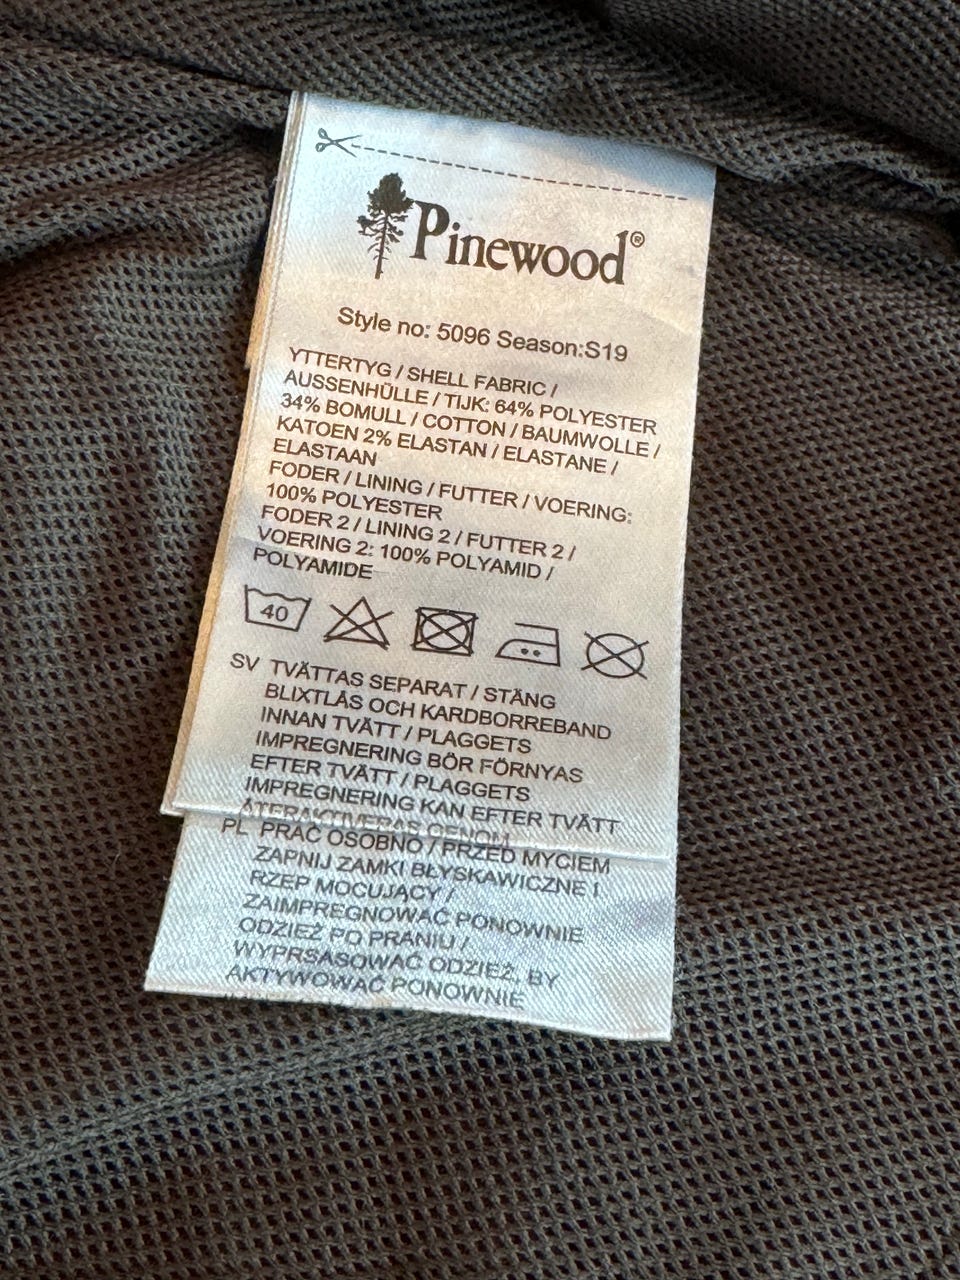 Pinewood®
Style no: 5096 Season:S19
YTTERTYG / SHELL FABRIC /
AUSSENHÜLLE / TIJK: 64% POLYESTER
34% BOMULL / COTTON / BAUMWOLLE /
KATOEN 2% ELASTAN / ELASTANE /
ELASTAAN
FODER / LINING / FUTTER / VOERING:
100% POLYESTER
FODER 2 / LINING 2 / FUTTER 2 /
VOERING 2: 100% POLYAMID /
POLYAMIDE
40
SV TVÄTTAS SEPARAT / STÄNG
BLIXTLÅS OCH KARDBORREBAND
INNAN TVÄTT / PLAGGETS
IMPREGNERING BÖR FÖRNYAS
EFTER TVÄTT / PLAGGETS
IMPREGNERING KAN EFTER TVÄTT
ÅTERAKTIVERAS GENOM
PL PRAĆ OSOBNO / PRZED MYCIEM
ZAPNIJ ZAMKI BŁYSKAWICZNE I
RZEP MOCUJĄCY /
ZAIMPREGNOWAĆ PONOWNIE
ODZIEŻ PO PRANIU /
WYPRSASOWAĆ ODZIEŻ, BY
AKTYWOWAĆ PONOWNIE